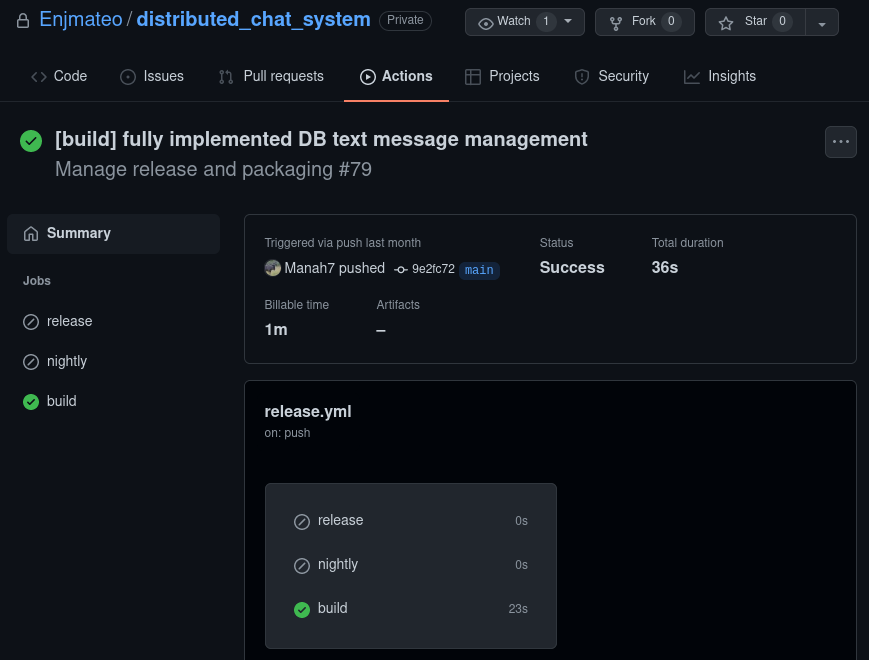 Enjmateo / distributed_chat_system Private Watch 1 Fork 0 Star 0
Code Issues Pull requests Actions Projects Security Insights
[build] fully implemented DB text message management
Manage release and packaging #79
Summary
Jobs
release
nightly
build
Triggered via push last month Status Total duration
Manah7 pushed 9e2fc72 main Success 36s
Billable time Artifacts
1m –
release.yml
on: push
release 0s
nightly 0s
build 23s